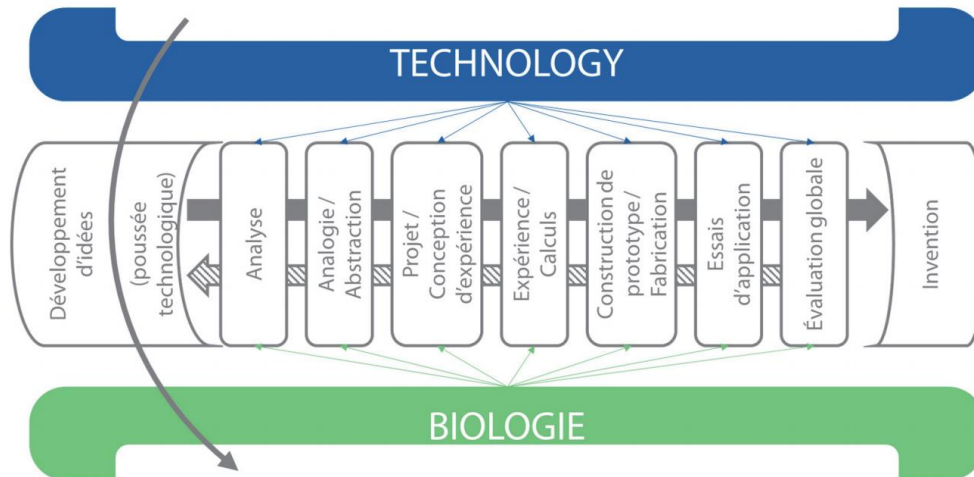 TECHNOLOGY
Développement
d'idées
(poussée
technologique)
Analyse
Analogie /
Abstraction
Projet /
Conception
d'expérience
Expérience /
Calculs
Construction de
prototype/
Fabrication
Essais
d'application
Évaluation globale
Invention
BIOLOGIE